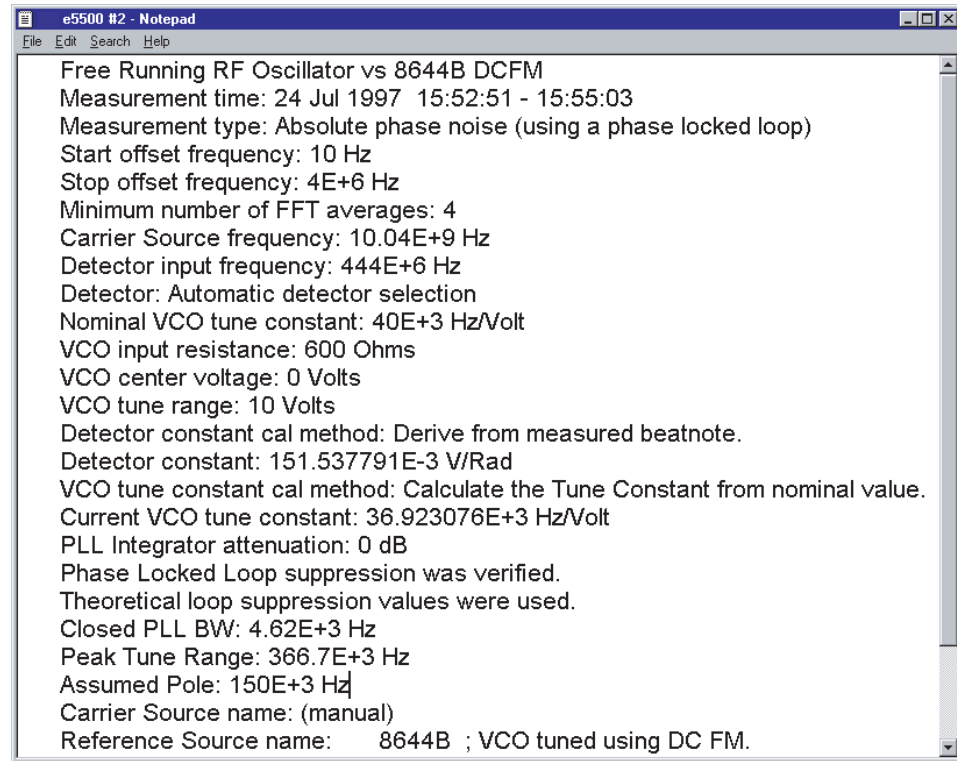 e5500 #2 - Notepad
File Edit Search Help
Free Running RF Oscillator vs 8644B DCFM
Measurement time: 24 Jul 1997 15:52:51 - 15:55:03
Measurement type: Absolute phase noise (using a phase locked loop)
Start offset frequency: 10 Hz
Stop offset frequency: 4E+6 Hz
Minimum number of FFT averages: 4
Carrier Source frequency: 10.04E+9 Hz
Detector input frequency: 444E+6 Hz
Detector: Automatic detector selection
Nominal VCO tune constant: 40E+3 Hz/Volt
VCO input resistance: 600 Ohms
VCO center voltage: 0 Volts
VCO tune range: 10 Volts
Detector constant cal method: Derive from measured beatnote.
Detector constant: 151.537791E-3 V/Rad
VCO tune constant cal method: Calculate the Tune Constant from nominal value.
Current VCO tune constant: 36.923076E+3 Hz/Volt
PLL Integrator attenuation: 0 dB
Phase Locked Loop suppression was verified.
Theoretical loop suppression values were used.
Closed PLL BW: 4.62E+3 Hz
Peak Tune Range: 366.7E+3 Hz
Assumed Pole: 150E+3 Hz
Carrier Source name: (manual)
Reference Source name: 8644B ; VCO tuned using DC FM.